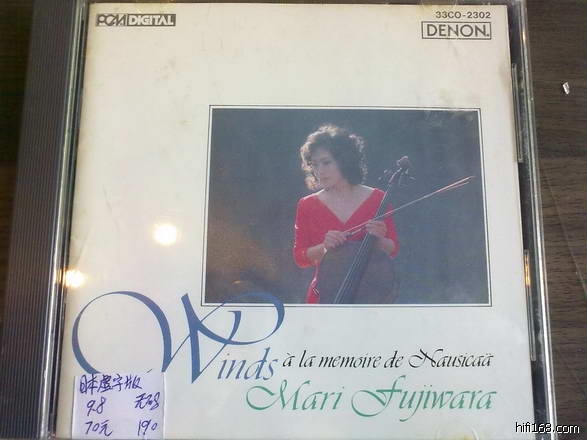 PCM DIGITAL
33CO-2302
DENON.
Winds à la memoire de Nausicaä
Mari Fujiwara
日本虚字版
98 无码
70元 190
hifi168.com